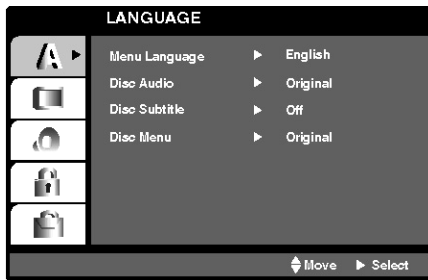 LANGUAGE
Menu Language ▶ English
Disc Audio ▶ Original
Disc Subtitle ▶ Off
Disc Menu ▶ Original
Move ▶ Select